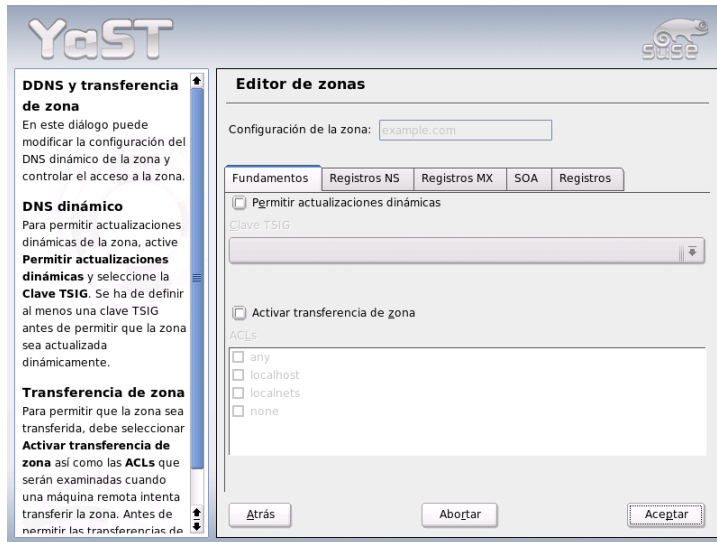 YaST
SUSE
DDNS y transferencia
de zona
En este diálogo puede
modificar la configuración del
DNS dinámico de la zona y
controlar el acceso a la zona.
DNS dinámico
Para permitir actualizaciones
dinámicas de la zona, active
Permitir actualizaciones
dinámicas y seleccione la
Clave TSIG. Se ha de definir
al menos una clave TSIG
antes de permitir que la zona
sea actualizada
dinámicamente.
Transferencia de zona
Para permitir que la zona sea
transferida, debe seleccionar
Activar transferencia de
zona así como las ACLs que
serán examinadas cuando
una máquina remota intenta
transferir la zona. Antes de
permitir las transferencias de
Editor de zonas
Configuración de la zona: example.com
Fundamentos Registros NS Registros MX SOA Registros
Permitir actualizaciones dinámicas
Clave TSIG
Activar transferencia de zona
ACLs
any
localhost
localnets
none
Atrás Abortar Aceptar